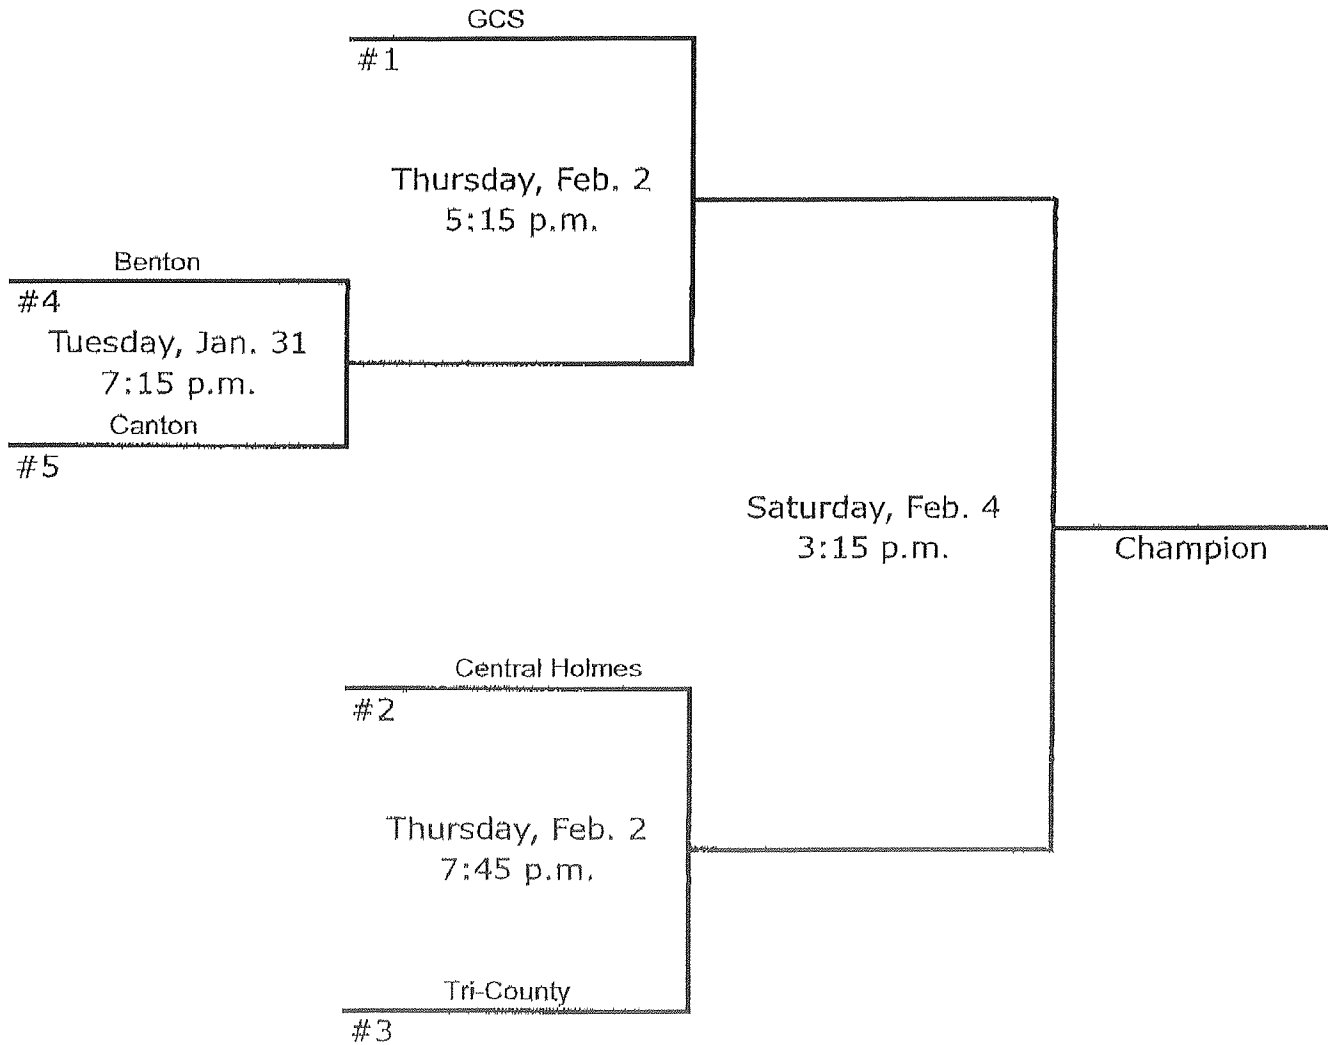 GCS
#1
Thursday, Feb. 2
5:15 p.m.
Benton
#4
Tuesday, Jan. 31
7:15 p.m.
Canton
#5
Saturday, Feb. 4
3:15 p.m.
Champion
Central Holmes
#2
Thursday, Feb. 2
7:45 p.m.
Tri-County
#3